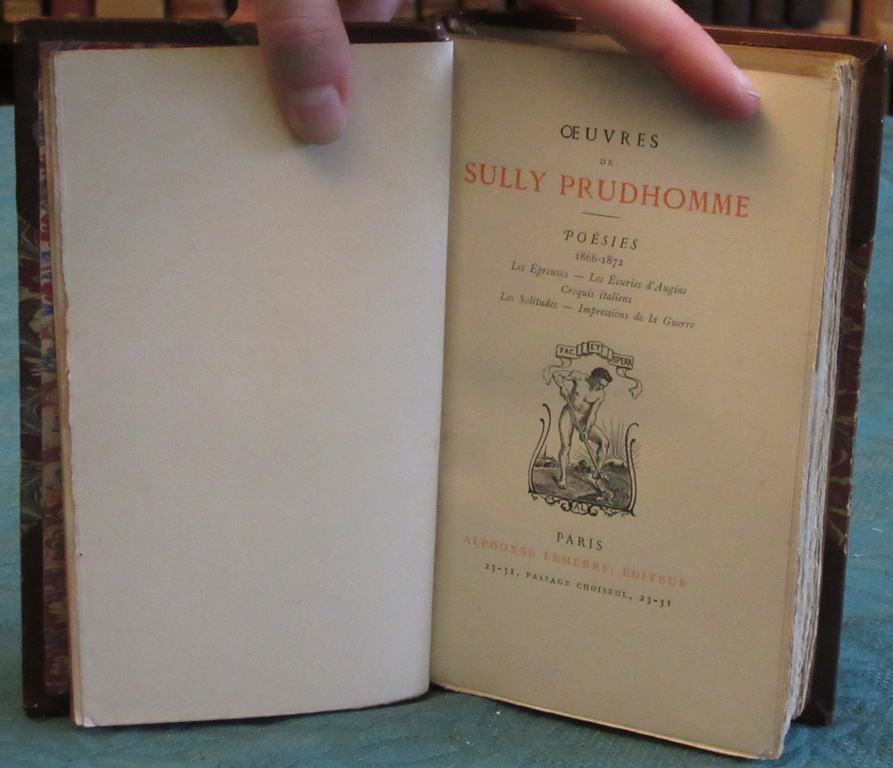 ŒUVRES
DE
SULLY PRUDHOMME
POÉSIES
1866-1872
Les Épreuves — Les Écuries d'Augias
Croquis italiens
Les Solitudes — Impressions de la Guerre
FAC ET SPERA
AL
PARIS
ALPHONSE LEMERRE, ÉDITEUR
23-31, PASSAGE CHOISEUL, 23-31